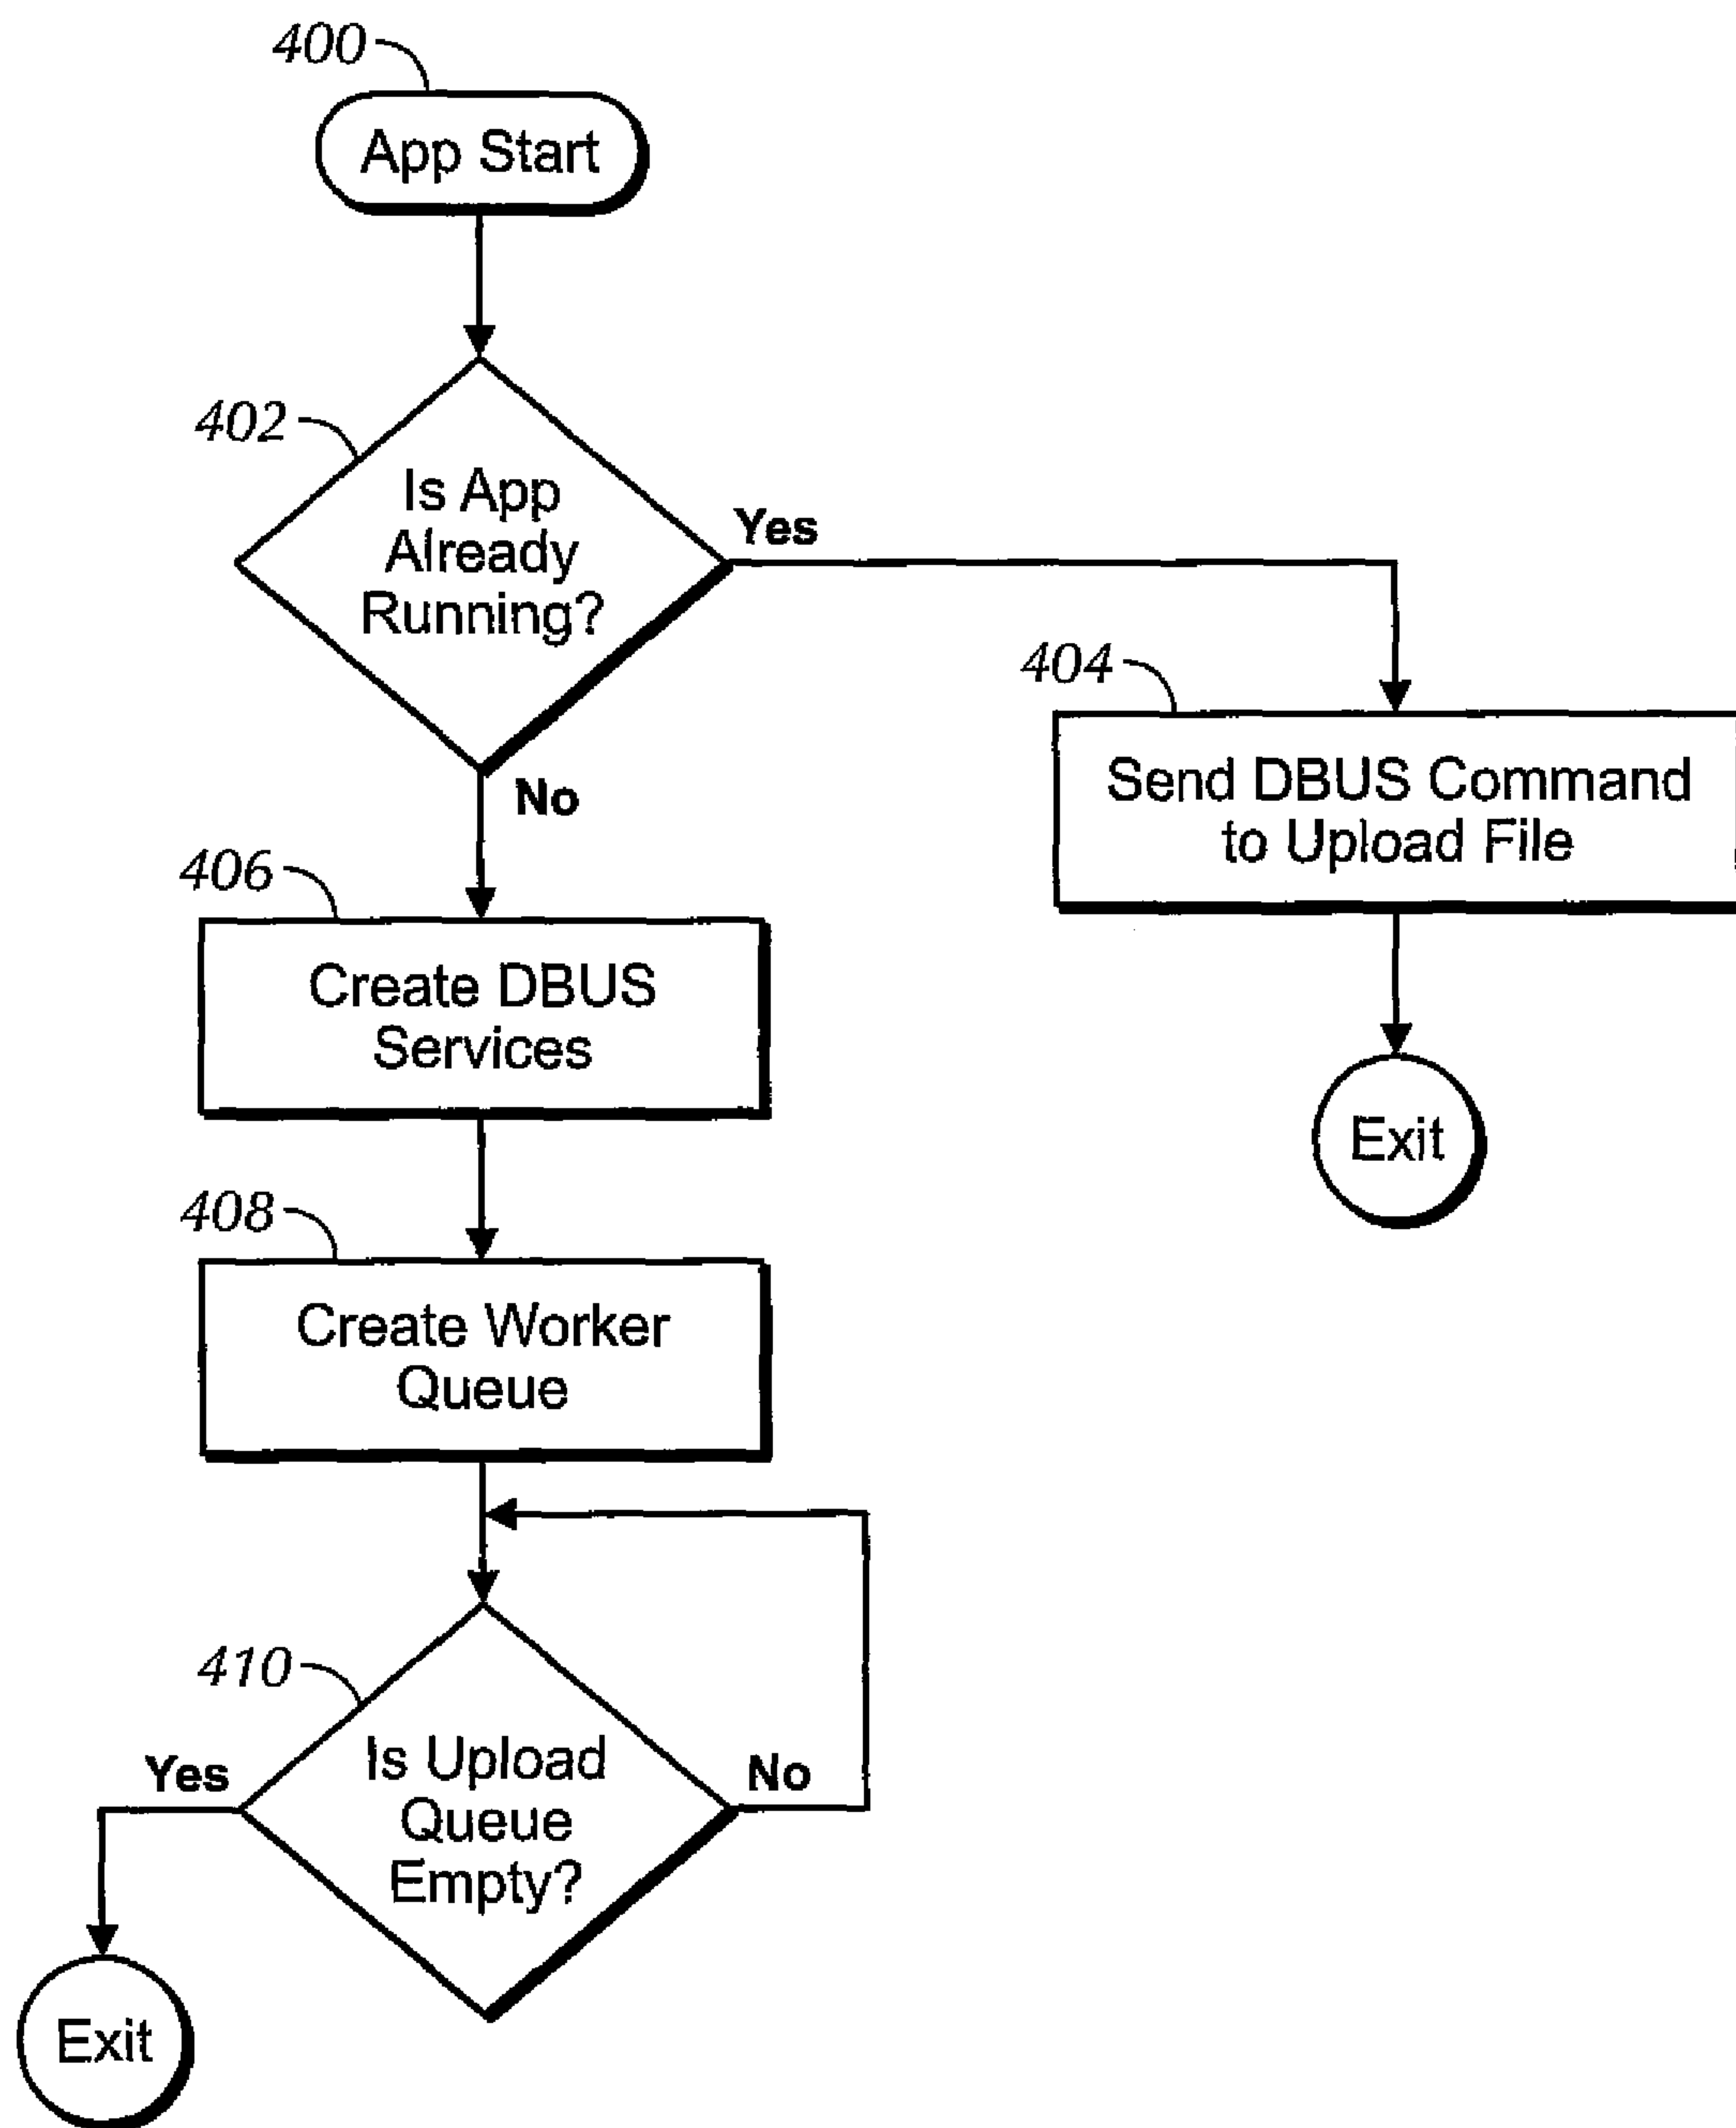 400
App Start
402
Is App
Already
Running?
Yes
No
404
Send DBUS Command
to Upload File
Exit
406
Create DBUS
Services
408
Create Worker
Queue
410
Is Upload
Queue
Empty?
Yes
No
Exit